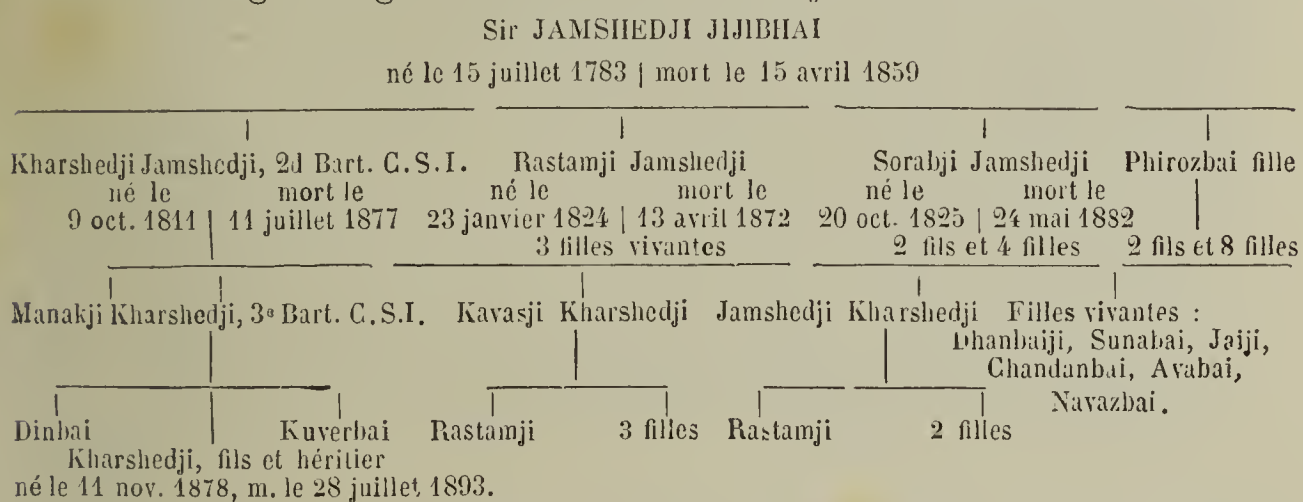 Sir JAMSHEDJI JIJIBHAI
né le 15 juillet 1783 | mort le 15 avril 1859
Kharshedji Jamshedji, 2d Bart. C.S.I. Rastamji Jamshedji Sorabji Jamshedji Phirozbai fille
né le mort le né le mort le né le mort le
9 oct. 1811 | 11 juillet 1877 23 janvier 1824 | 13 avril 1872 20 oct. 1825 | 24 mai 1882
3 filles vivantes 2 fils et 4 filles 2 fils et 8 filles
Manakji Kharshedji, 3e Bart. C.S.I. Kavasji Kharshedji Jamshedji Kharshedji Filles vivantes :
Dhanbaiji, Sunabai, Jaiji,
Chandanbai, Avabai,
Navazbai.
Dinbai Kuverbai Rastamji 3 filles Rastamji 2 filles
Kharshedji, fils et héritier
né le 11 nov. 1878, m. le 28 juillet 1893.